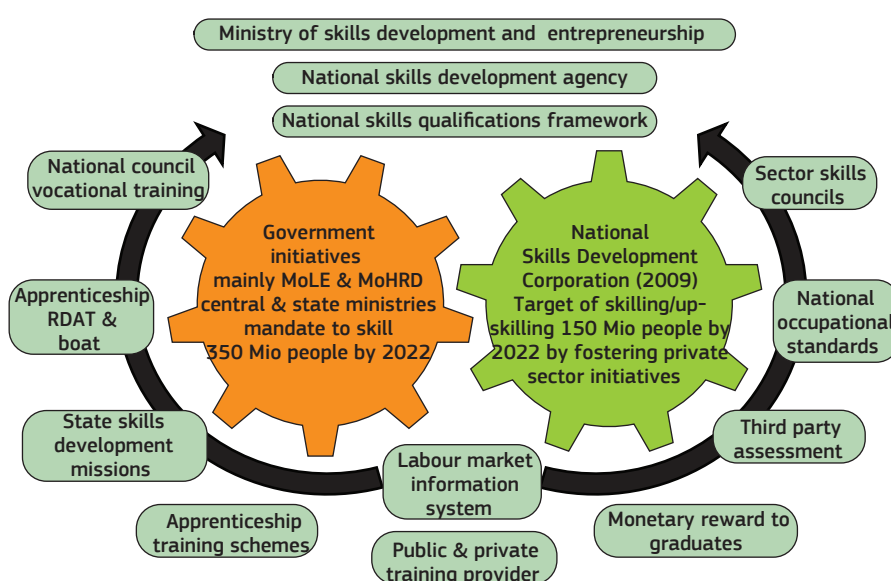 Ministry of skills development and entrepreneurship
National skills development agency
National skills qualifications framework
National council
vocational training
Apprenticeship
RDAT &
boat
State skills
development
missions
Apprenticeship
training schemes
Government
initiatives
mainly MoLE & MoHRD
central & state ministries
mandate to skill
350 Mio people by 2022
National
Skills Development
Corporation (2009)
Target of skilling/up-
skilling 150 Mio people by
2022 by fostering private
sector initiatives
Labour market
information
system
Public & private
training provider
Sector skills
councils
National
occupational
standards
Third party
assessment
Monetary reward to
graduates